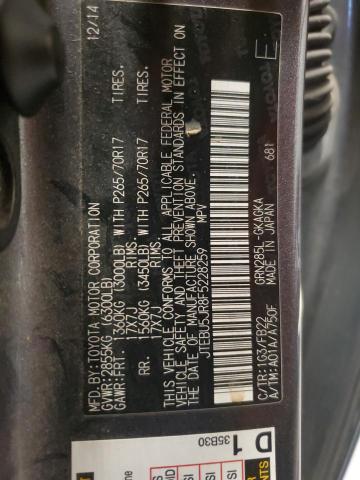 MFD.BY:TOYOTA MOTOR CORPORATION 12/14
GVWR: 2855KG (6300LB)
GAWR:FRT. 1360KG (3000LB) WITH P265/70R17 TIRES.
17X7J RIMS.
RR. 1560KG (3450LB) WITH P265/70R17 TIRES.
17X7J RIMS.
THIS VEHICLE CONFORMS TO ALL APPLICABLE FEDERAL MOTOR
VEHICLE SAFETY AND THEFT PREVENTION STANDARDS IN EFFECT ON
THE DATE OF MANUFACTURE SHOWN ABOVE.
JTEBU5JR8F5228259 MPV
E
C/TR:1G3/FB22
A/TM:A01A/A750F
GRN285L-GKAGKA
MADE IN JAPAN 681
D 1
35B30